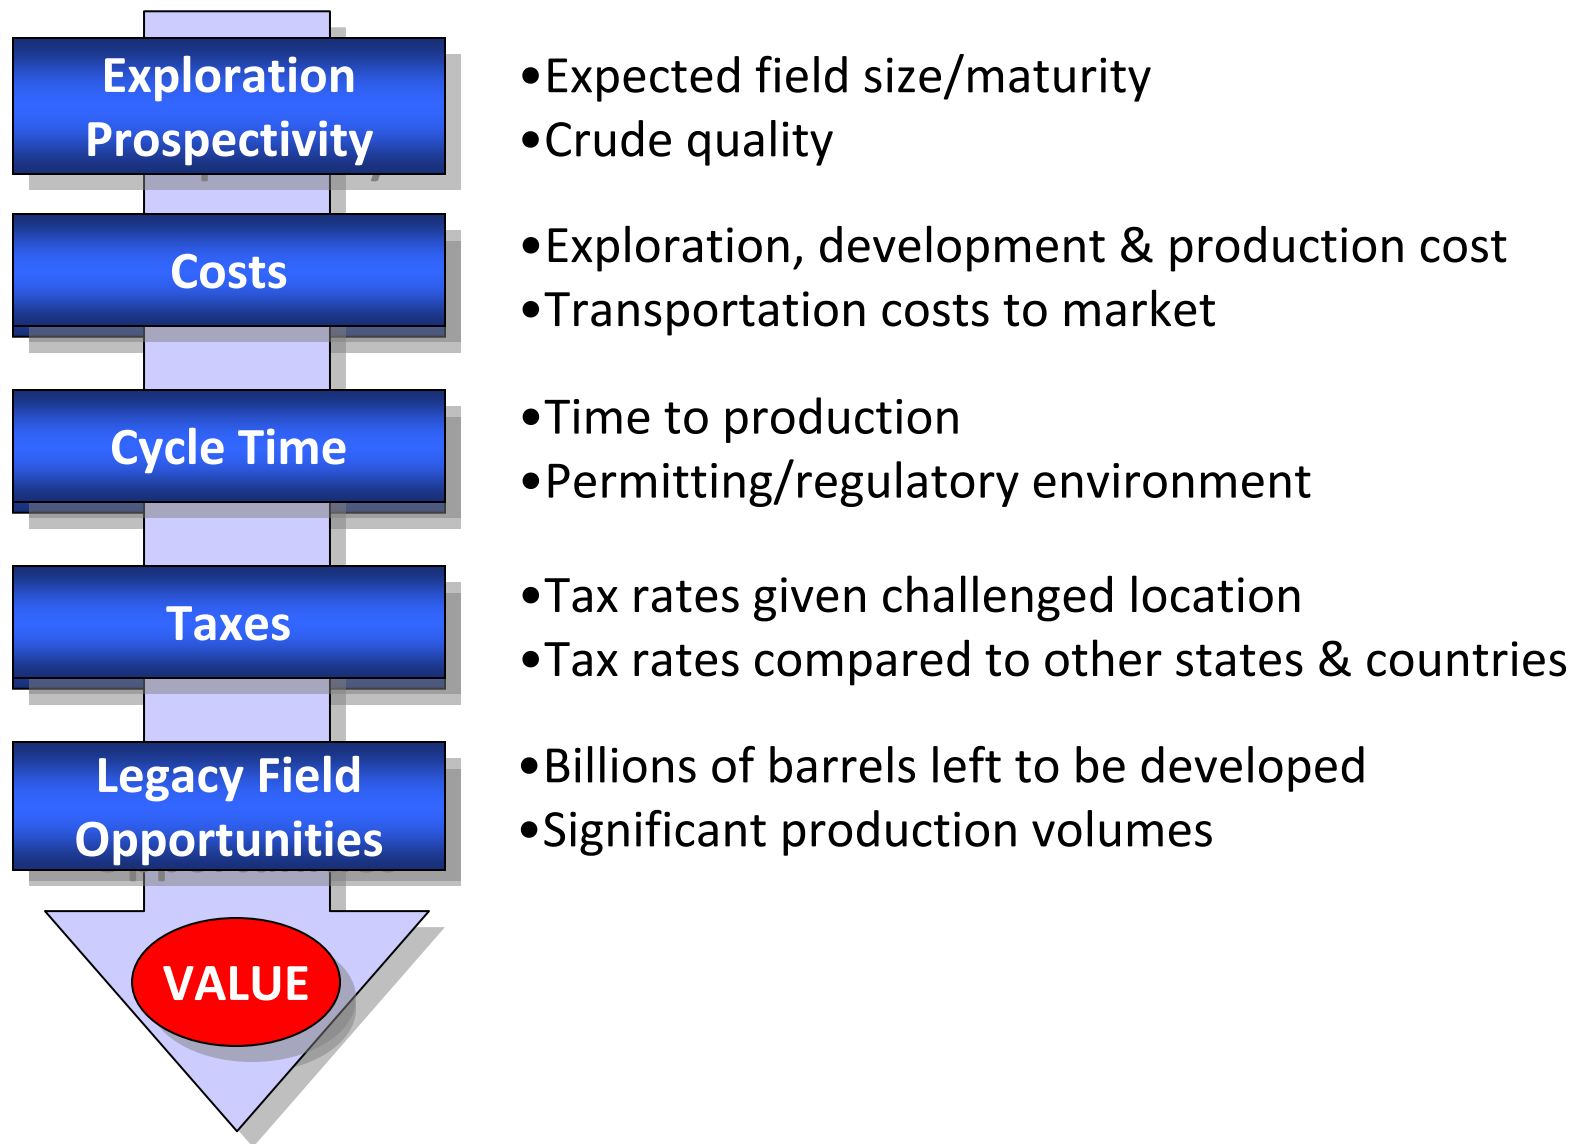 Exploration
Prospectivity
•Expected field size/maturity
•Crude quality
Costs
•Exploration, development & production cost
•Transportation costs to market
Cycle Time
•Time to production
•Permitting/regulatory environment
Taxes
•Tax rates given challenged location
•Tax rates compared to other states & countries
Legacy Field
Opportunities
•Billions of barrels left to be developed
•Significant production volumes
VALUE